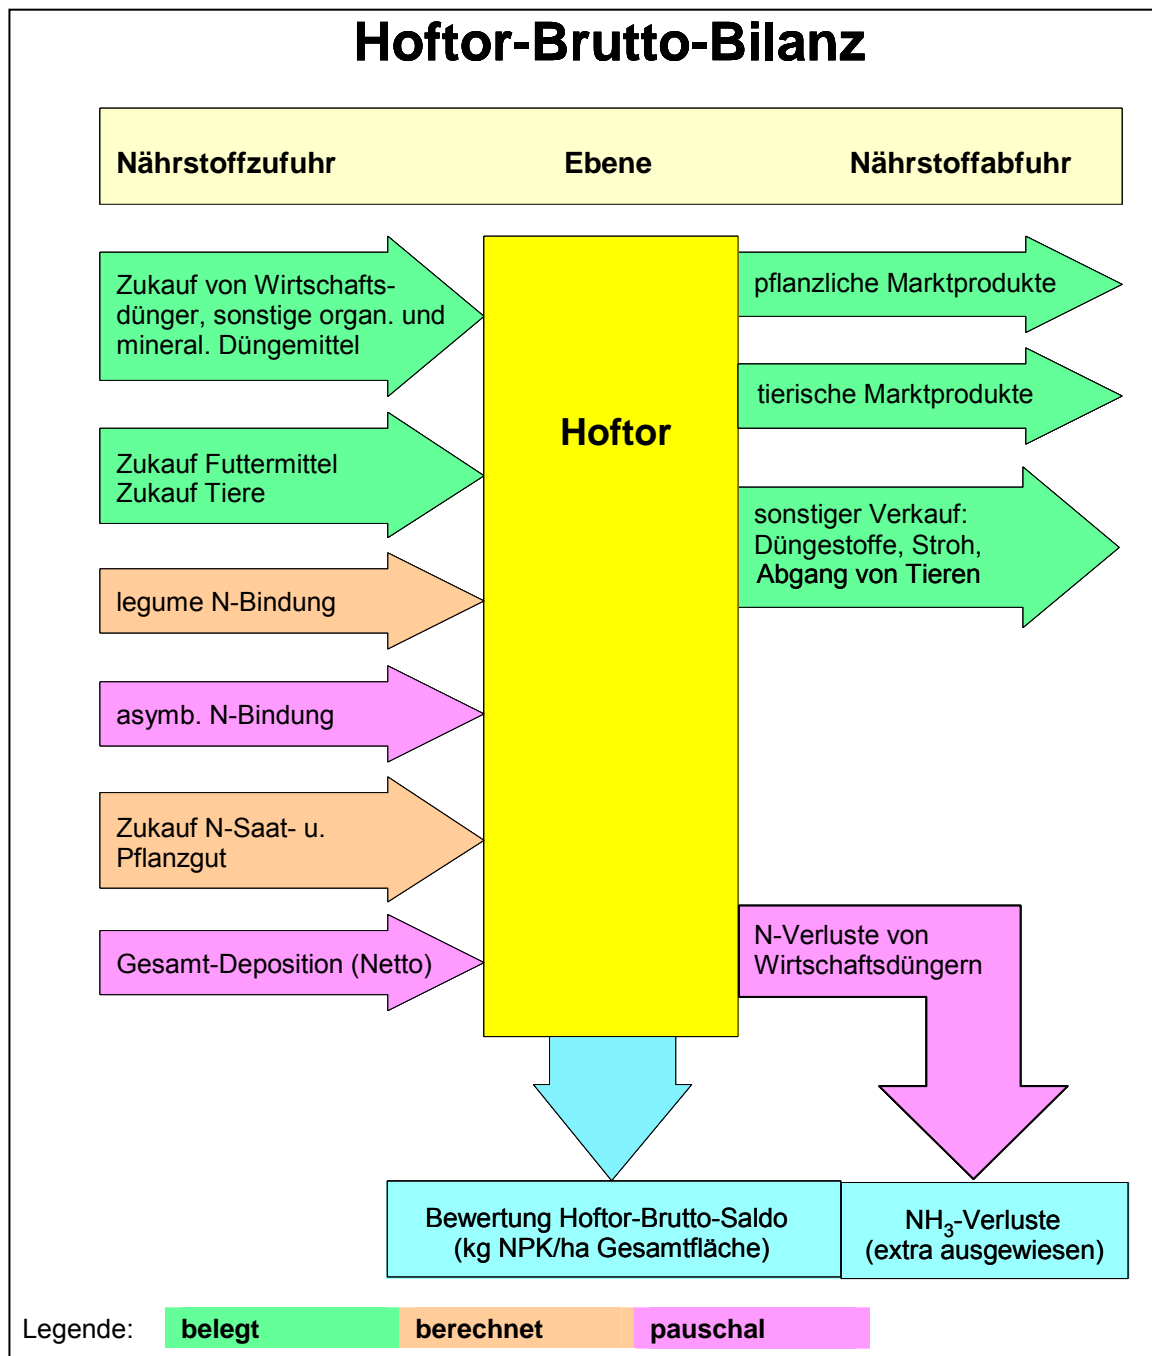 Hoftor-Brutto-Bilanz
Nährstoffzufuhr
Ebene
Nährstoffabfuhr
Zukauf von Wirtschafts-
dünger, sonstige organ. und
mineral. Düngemittel
Zukauf Futtermittel
Zukauf Tiere
legume N-Bindung
asymb. N-Bindung
Zukauf N-Saat- u.
Pflanzgut
Gesamt-Deposition (Netto)
Hoftor
pflanzliche Marktprodukte
tierische Marktprodukte
sonstiger Verkauf:
Düngestoffe, Stroh,
Abgang von Tieren
N-Verluste von
Wirtschaftsdüngern
Bewertung Hoftor-Brutto-Saldo
(kg NPK/ha Gesamtfläche)
NH₃-Verluste
(extra ausgewiesen)
Legende:
belegt
berechnet
pauschal